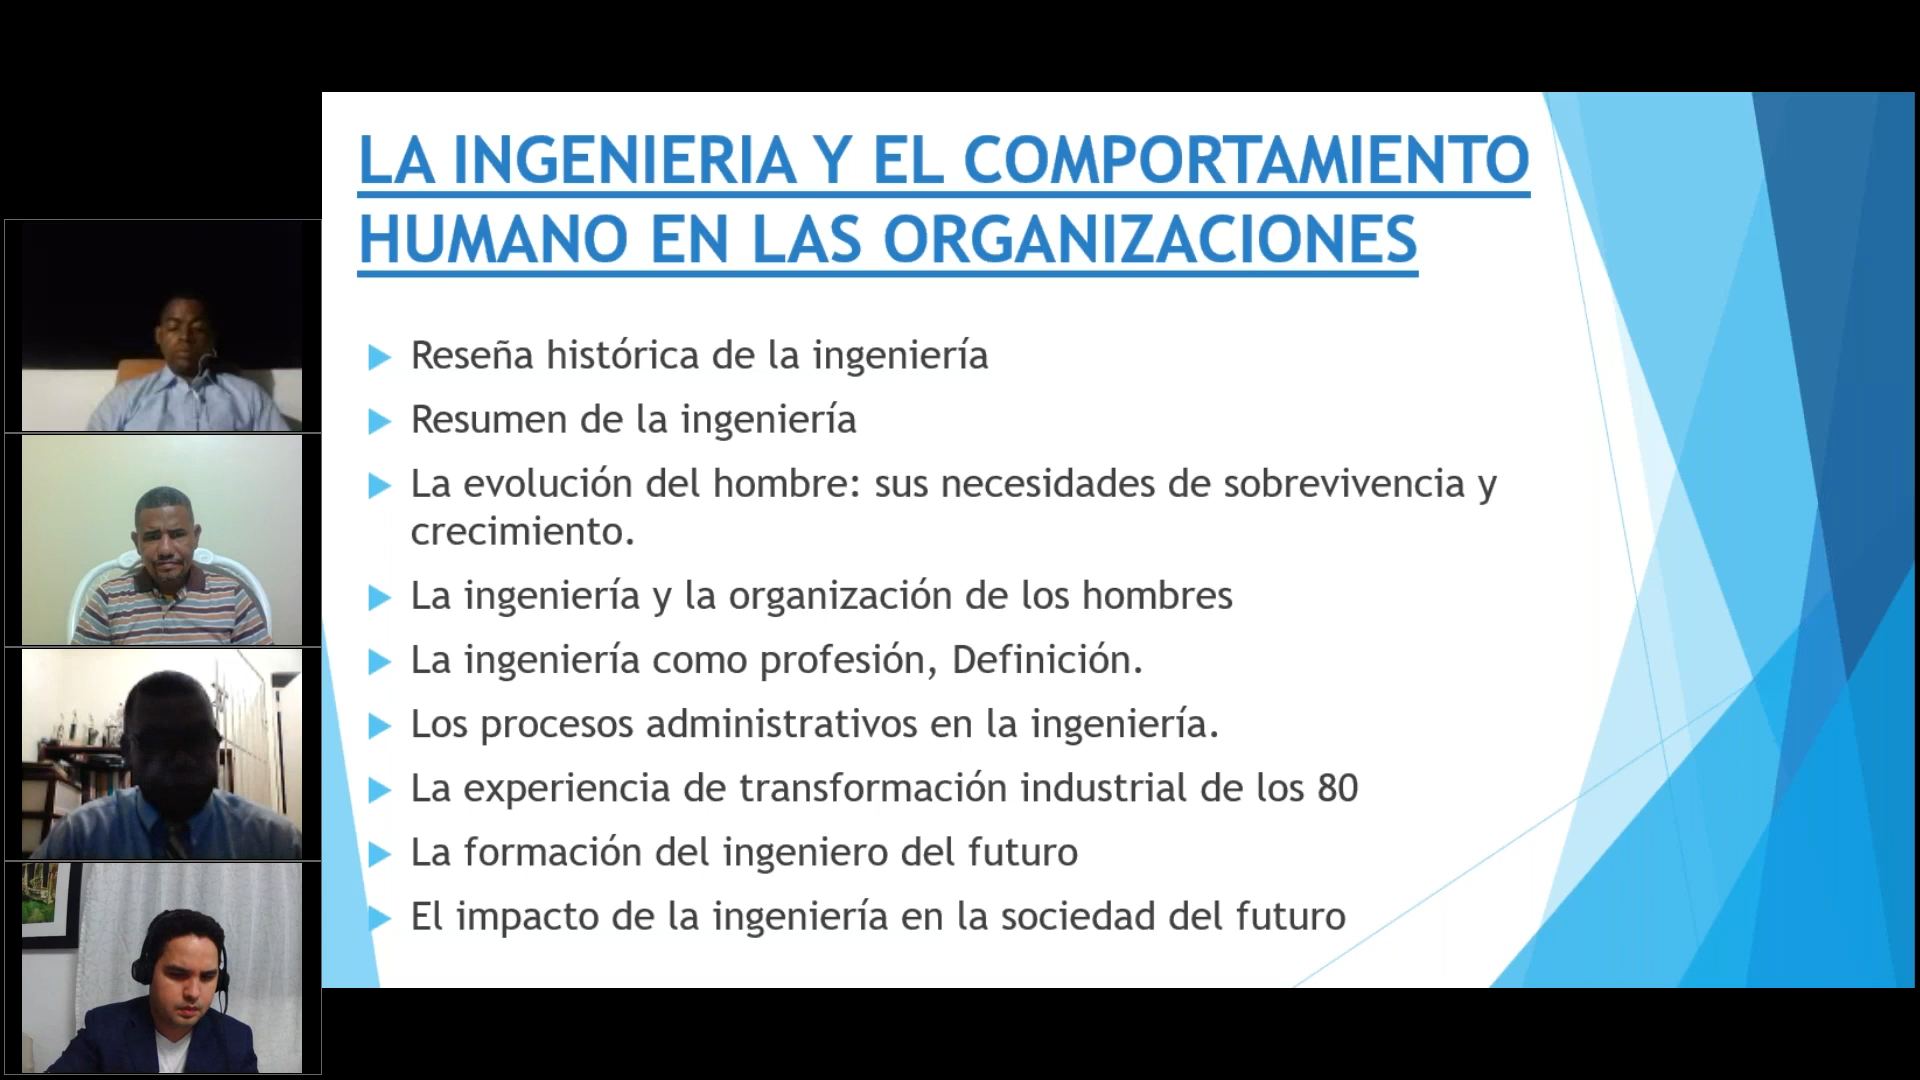 LA INGENIERIA Y EL COMPORTAMIENTO
HUMANO EN LAS ORGANIZACIONES
Reseña histórica de la ingeniería
Resumen de la ingeniería
La evolución del hombre: sus necesidades de sobrevivencia y
crecimiento.
La ingeniería y la organización de los hombres
La ingeniería como profesión, Definición.
Los procesos administrativos en la ingeniería.
La experiencia de transformación industrial de los 80
La formación del ingeniero del futuro
El impacto de la ingeniería en la sociedad del futuro